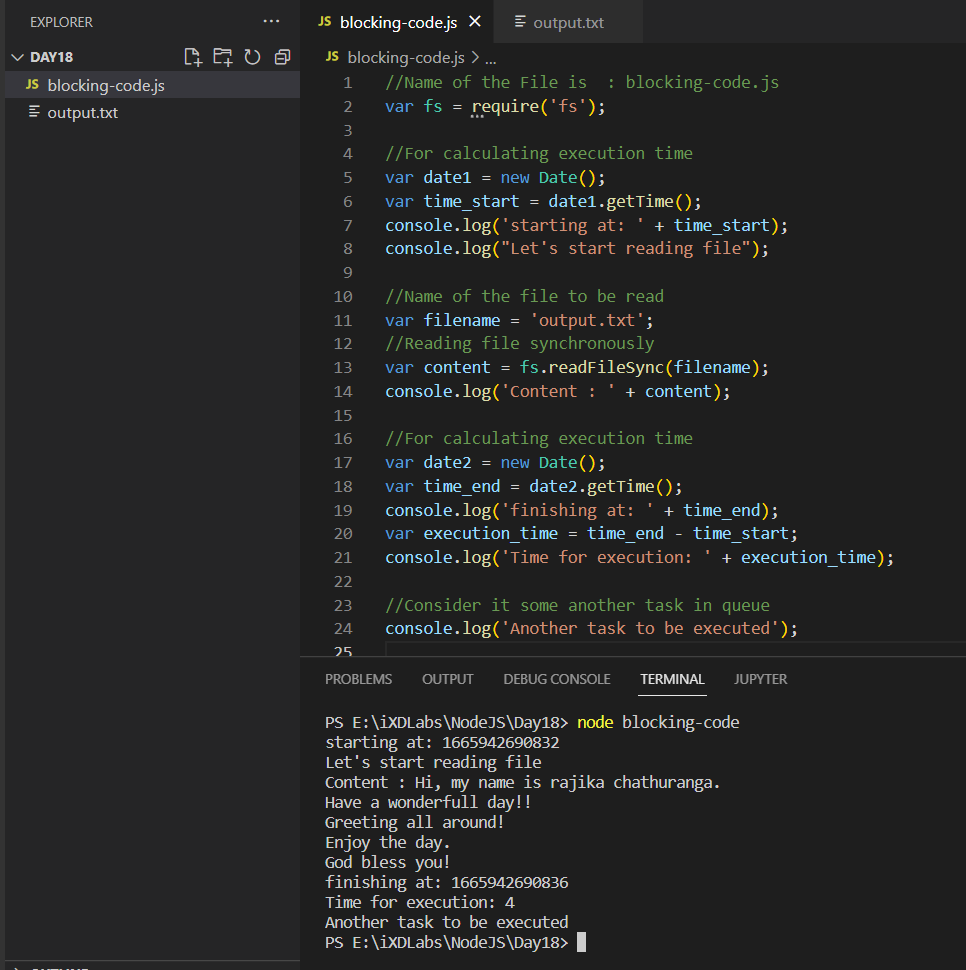 EXPLORER ...
DAY18
JS blocking-code.js
output.txt
JS blocking-code.js output.txt
JS blocking-code.js > ...
1 //Name of the File is  : blocking-code.js
2 var fs = require('fs');
3
4 //For calculating execution time
5 var date1 = new Date();
6 var time_start = date1.getTime();
7 console.log('starting at: ' + time_start);
8 console.log("Let's start reading file");
9
10 //Name of the file to be read
11 var filename = 'output.txt';
12 //Reading file synchronously
13 var content = fs.readFileSync(filename);
14 console.log('Content : ' + content);
15
16 //For calculating execution time
17 var date2 = new Date();
18 var time_end = date2.getTime();
19 console.log('finishing at: ' + time_end);
20 var execution_time = time_end - time_start;
21 console.log('Time for execution: ' + execution_time);
22
23 //Consider it some another task in queue
24 console.log('Another task to be executed');
25
PROBLEMS OUTPUT DEBUG CONSOLE TERMINAL JUPYTER
PS E:\iXDLabs\NodeJS\Day18> node blocking-code
starting at: 1665942690832
Let's start reading file
Content : Hi, my name is rajika chathuranga.
Have a wonderfull day!!
Greeting all around!
Enjoy the day.
God bless you!
finishing at: 1665942690836
Time for execution: 4
Another task to be executed
PS E:\iXDLabs\NodeJS\Day18>